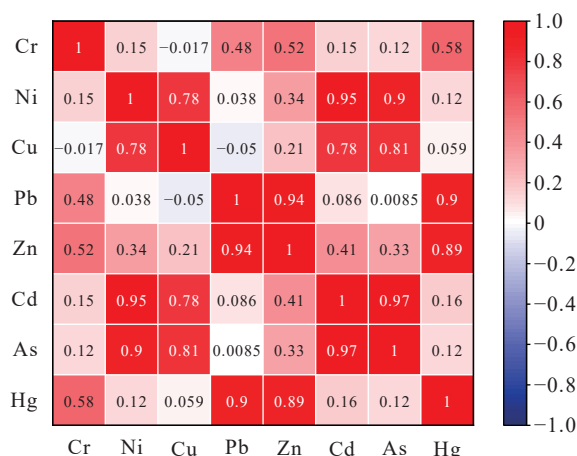 Cr 1 0.15 −0.017 0.48 0.52 0.15 0.12 0.58
Ni 0.15 1 0.78 0.038 0.34 0.95 0.9 0.12
Cu −0.017 0.78 1 −0.05 0.21 0.78 0.81 0.059
Pb 0.48 0.038 −0.05 1 0.94 0.086 0.0085 0.9
Zn 0.52 0.34 0.21 0.94 1 0.41 0.33 0.89
Cd 0.15 0.95 0.78 0.086 0.41 1 0.97 0.16
As 0.12 0.9 0.81 0.0085 0.33 0.97 1 0.12
Hg 0.58 0.12 0.059 0.9 0.89 0.16 0.12 1
Cr Ni Cu Pb Zn Cd As Hg
1.0
0.8
0.6
0.4
0.2
0
−0.2
−0.4
−0.6
−0.8
−1.0